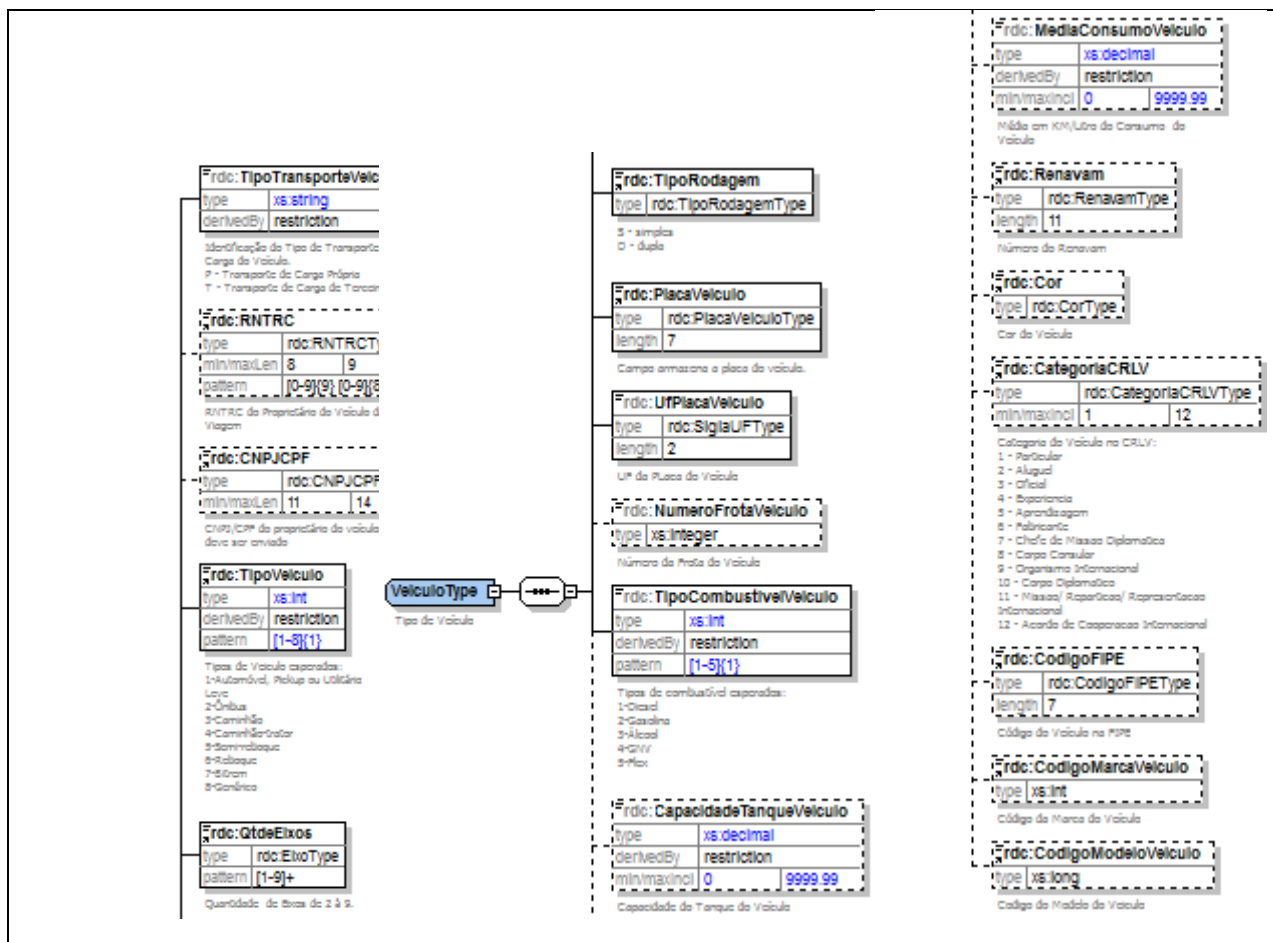 rdc:TipoTransporteVeic
type xs:string
derivedBy restriction
Identificação do Tipo de Transporte
Carga do Veículo.
P - Transporte de Carga Própria
T - Transporte de Carga de Terceir
rdc:RNTRC
type rdc:RNTRCTy
min/maxLen 8 9
pattern [0-9]{9} [0-9]{8
RNTRC do Proprietário do Veículo d
Viagem
rdc:CNPJCPF
type rdc:CNPJCPF
min/maxLen 11 14
CNPJ/CPF do proprietário do veículo
deve ser enviado
rdc:TipoVeiculo
type xs:int
derivedBy restriction
pattern [1-8]{1}
Tipos de Veiculo esperados:
1-Automóvel, Pickup ou Utilitário
Leve
2-Ônibus
3-Caminhão
4-Caminhão-trator
5-Semi-reboque
6-Reboque
7-Bitrem
8-Genérico
rdc:QtdeEixos
type rdc:EixoType
pattern [1-9]+
Quantidade de Eixos de 2 à 9.
VeiculoType
Tipo de Veículo
rdc:TipoRodagem
type rdc:TipoRodagemType
S - simples
D - dupla
rdc:PlacaVeiculo
type rdc:PlacaVeiculoType
length 7
Campo armazena a placa do veículo.
rdc:UfPlacaVeiculo
type rdc:SiglaUFType
length 2
UF da PLaca do Veículo
rdc:NumeroFrotaVeiculo
type xs:integer
Número da Frota do Veículo
rdc:TipoCombustivelVeiculo
type xs:int
derivedBy restriction
pattern [1-5]{1}
Tipos de combustível esperados:
1-Diesel
2-Gasolina
3-Álcool
4-GNV
5-Flex
rdc:CapacidadeTanqueVeiculo
type xs:decimal
derivedBy restriction
min/maxIncl 0 9999.99
Capacidade do Tanque do Veículo
rdc:MediaConsumoVeiculo
type xs:decimal
derivedBy restriction
min/maxIncl 0 9999.99
Média em KM/Litro do Consumo do
Veículo
rdc:Renavam
type rdc:RenavamType
length 11
Número do Renavam
rdc:Cor
type rdc:CorType
Cor do Veículo
rdc:CategoriaCRLV
type rdc:CategoriaCRLVType
min/maxIncl 1 12
Categoria do Veículo no CRLV:
1 - Particular
2 - Aluguel
3 - Oficial
4 - Experiencia
5 - Aprendizagem
6 - Fabricante
7 - Chefe de Missao Diplomatica
8 - Corpo Consular
9 - Organismo Internacional
10 - Corpo Diplomatico
11 - Missao/ Reparticao/ Representacao
Internacional
12 - Acordo de Cooperacao Internacional
rdc:CodigoFIPE
type rdc:CodigoFIPEType
length 7
Código do Veículo na FIPE
rdc:CodigoMarcaVeiculo
type xs:int
Código da Marca do Veículo
rdc:CodigoModeloVeiculo
type xs:long
Codigo do Modelo do Veículo